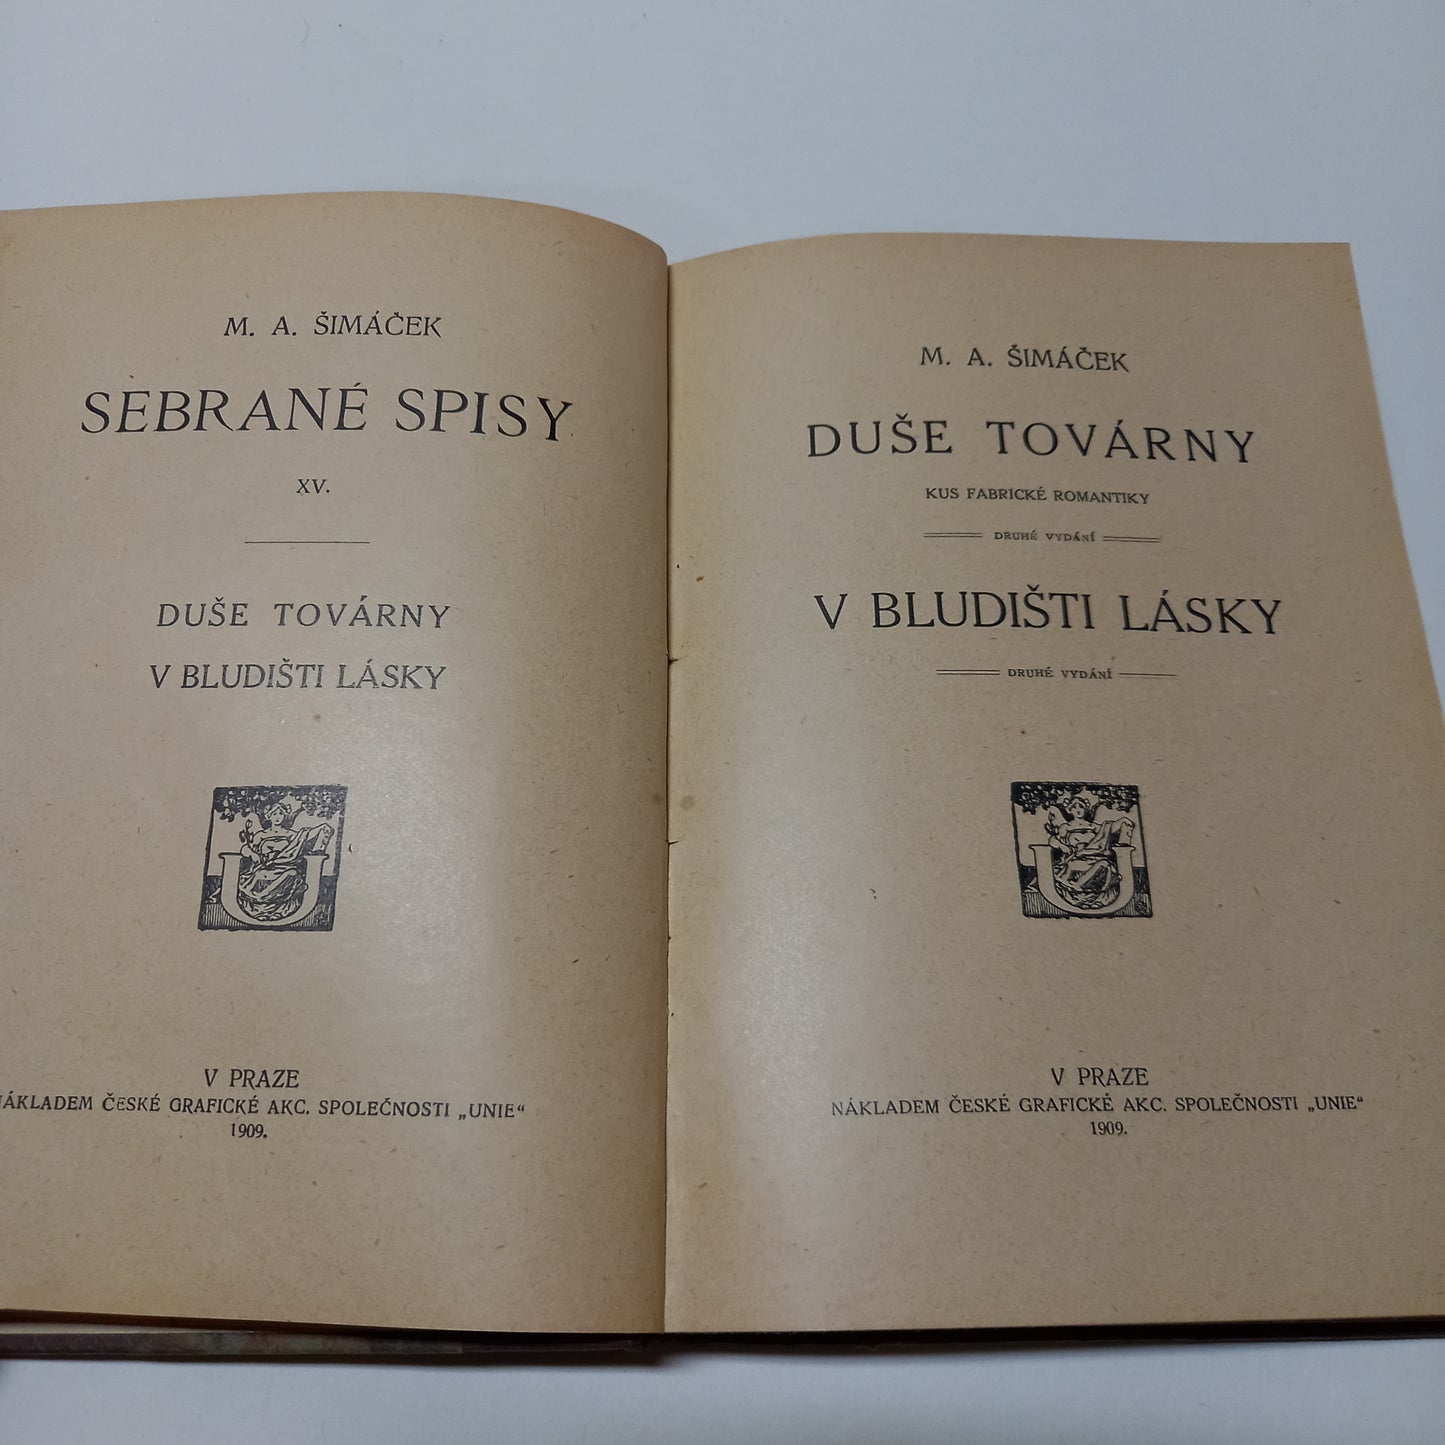 M. A. ŠIMÁČEK
SEBRANÉ SPISY
XV.
DUŠE TOVÁRNY
V BLUDIŠTI LÁSKY
V PRAZE
NÁKLADEM ČESKÉ GRAFICKÉ AKC. SPOLEČNOSTI „UNIE“
1909.
M. A. ŠIMÁČEK
DUŠE TOVÁRNY
KUS FABRICKÉ ROMANTIKY
DRUHÉ VYDÁNÍ
V BLUDIŠTI LÁSKY
DRUHÉ VYDÁNÍ
V PRAZE
NÁKLADEM ČESKÉ GRAFICKÉ AKC. SPOLEČNOSTI „UNIE“
1909.